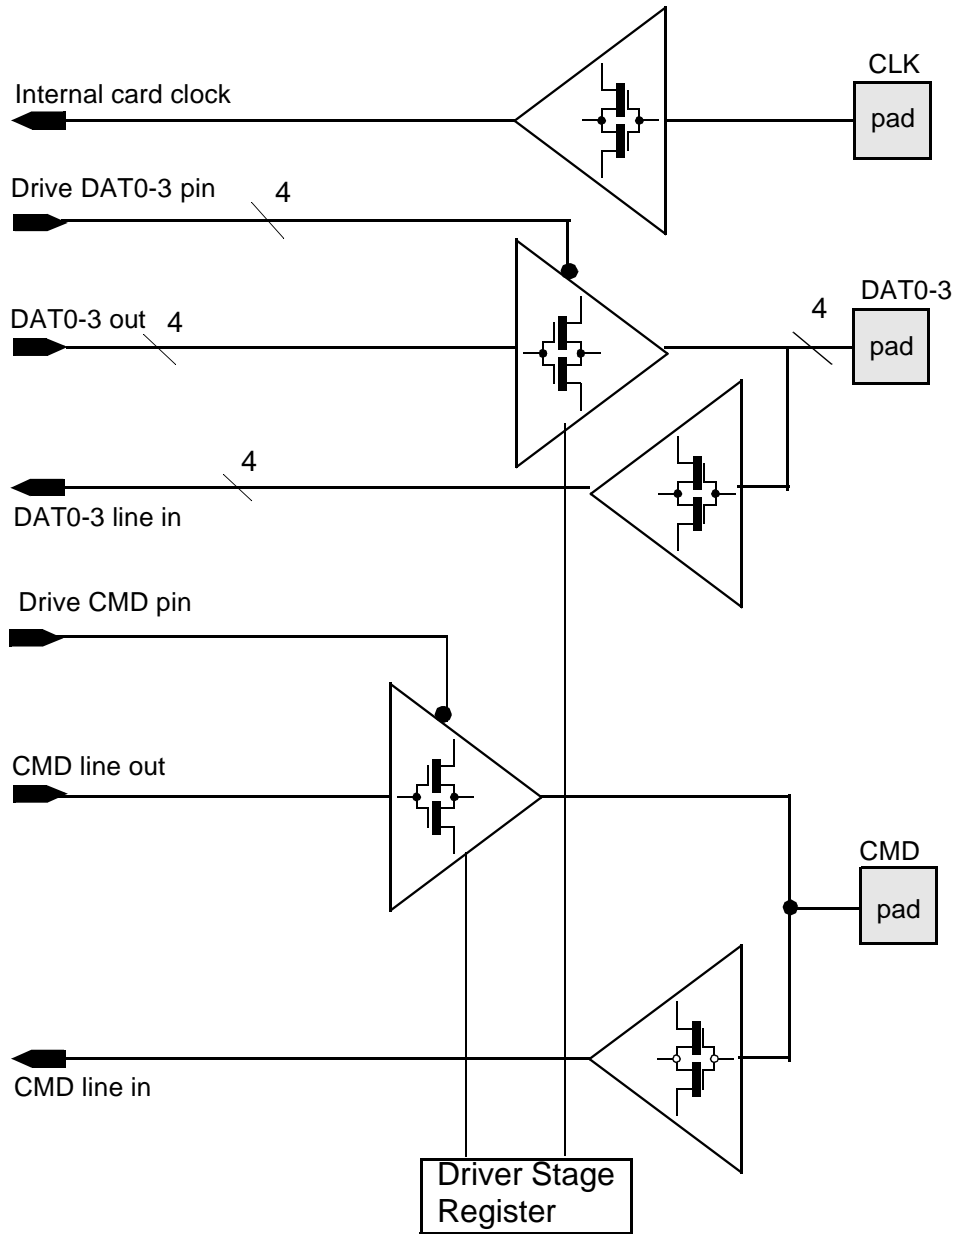 CLK
Internal card clock
pad
Drive DAT0-3 pin
4
DAT0-3
DAT0-3 out
4
4
pad
4
DAT0-3 line in
Drive CMD pin
CMD line out
CMD
pad
CMD line in
Driver Stage
Register